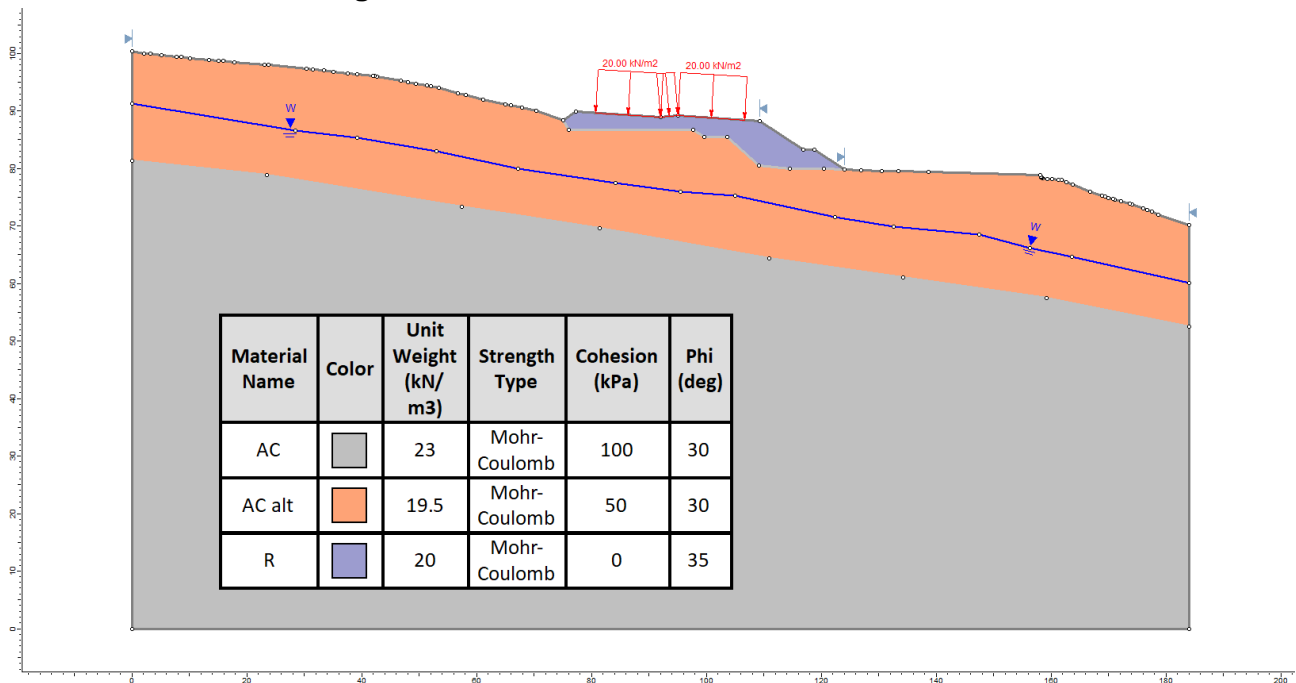 100
20.00 kN/m2 20.00 kN/m2
90
W
80
70
W
60
50
40
30
20
10
0
Material Name
Color
Unit Weight (kN/ m3)
Strength Type
Cohesion (kPa)
Phi (deg)
AC 23 Mohr-Coulomb 100 30
AC alt 19.5 Mohr-Coulomb 50 30
R 20 Mohr-Coulomb 0 35
0 20 40 60 80 100 120 140 160 180 200